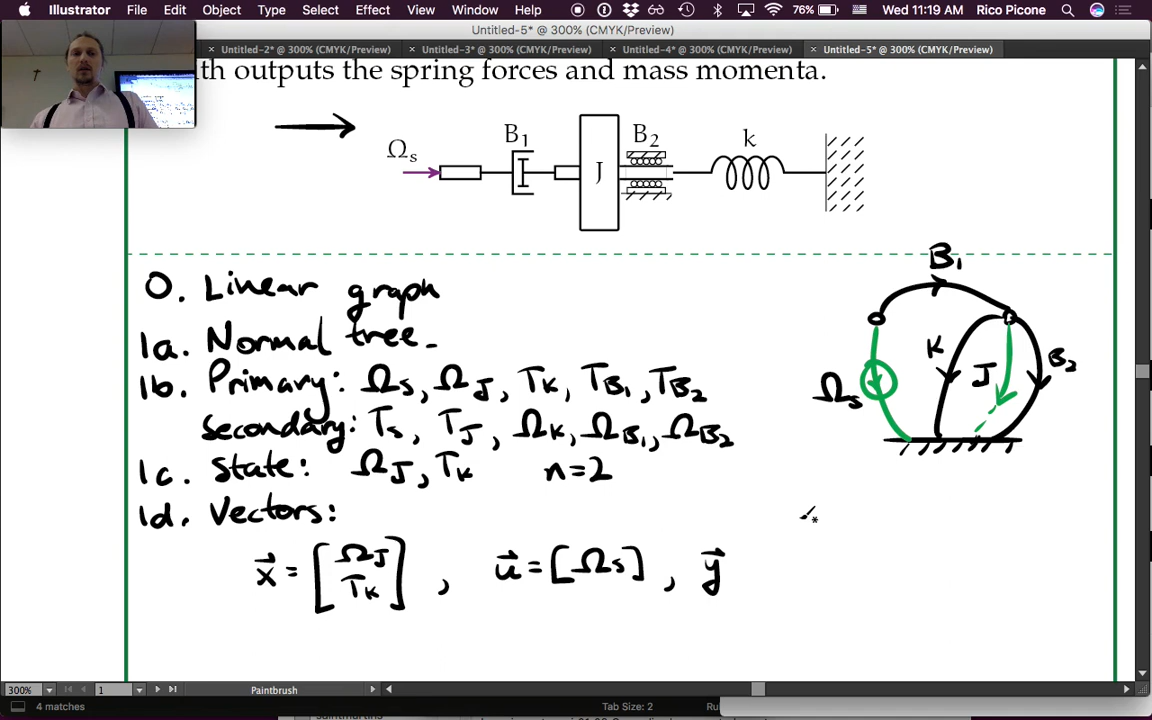 Illustrator File Edit Object Type Select Effect View Window Help 76% Wed 11:19 AM Rico Picone
Untitled-5* @ 300% (CMYK/Preview)
Untitled-2* @ 300% (CMYK/Preview) Untitled-3* @ 300% (CMYK/Preview) Untitled-4* @ 300% (CMYK/Preview) Untitled-5* @ 300% (CMYK/Preview)
outputs the spring forces and mass momenta.
Ωs B1 J B2 k
0. Linear graph
1a. Normal tree.
1b. Primary: Ωs, ΩJ, Tk, TB1, TB2
Secondary: Ts, TJ, Ωk, ΩB1, ΩB2
1c. State: ΩJ, Tk n=2
1d. Vectors:
x⃗ = [ΩJ Tk], u⃗ = [Ωs], y⃗
B1
K J B2
Ωs
300% 1 Paintbrush
4 matches Tab Size: 2